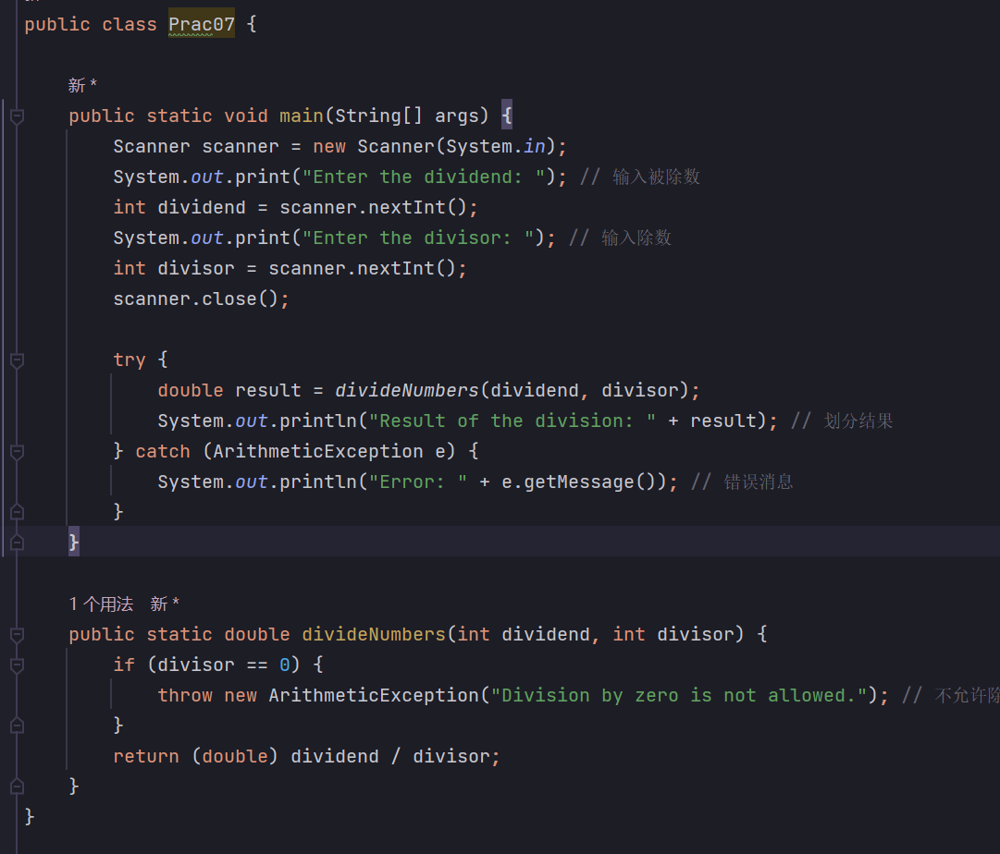 public class Prac07 {
新 *
public static void main(String[] args) {
Scanner scanner = new Scanner(System.in);
System.out.print("Enter the dividend: "); // 输入被除数
int dividend = scanner.nextInt();
System.out.print("Enter the divisor: "); // 输入除数
int divisor = scanner.nextInt();
scanner.close();
try {
double result = divideNumbers(dividend, divisor);
System.out.println("Result of the division: " + result); // 划分结果
} catch (ArithmeticException e) {
System.out.println("Error: " + e.getMessage()); // 错误消息
}
}
1 个用法 新 *
public static double divideNumbers(int dividend, int divisor) {
if (divisor == 0) {
throw new ArithmeticException("Division by zero is not allowed."); // 不允许除
}
return (double) dividend / divisor;
}
}